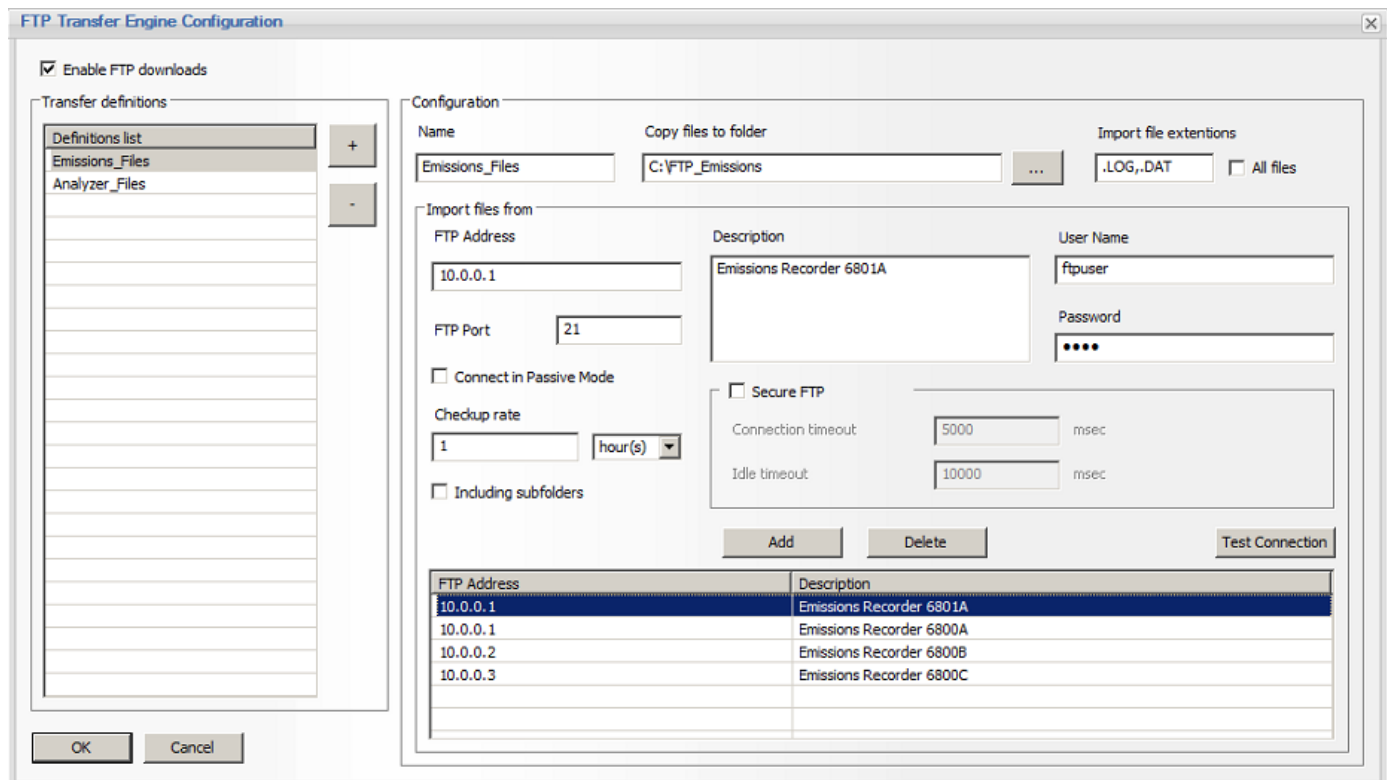 FTP Transfer Engine Configuration
Enable FTP downloads
Transfer definitions
Definitions list
Emissions_Files
Analyzer_Files
+
-
Configuration
Name
Copy files to folder
Import file extentions
Emissions_Files
C:\FTP_Emissions
...
.LOG,.DAT
All files
Import files from
FTP Address
Description
User Name
10.0.0.1
Emissions Recorder 6801A
ftpuser
FTP Port
21
Password
••••
Connect in Passive Mode
Secure FTP
Checkup rate
1
hour(s)
Connection timeout
5000
msec
Including subfolders
Idle timeout
10000
msec
Add
Delete
Test Connection
FTP Address Description
10.0.0.1 Emissions Recorder 6801A
10.0.0.1 Emissions Recorder 6800A
10.0.0.2 Emissions Recorder 6800B
10.0.0.3 Emissions Recorder 6800C
OK
Cancel